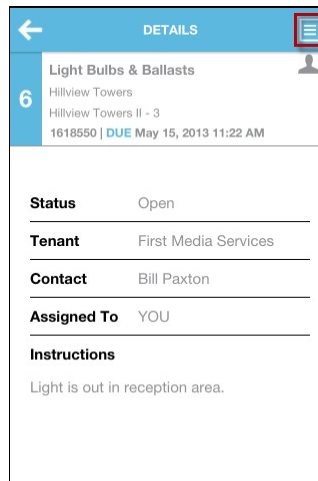 DETAILS
6
Light Bulbs & Ballasts
Hillview Towers
Hillview Towers II - 3
1618550 | DUE May 15, 2013 11:22 AM
Status Open
Tenant First Media Services
Contact Bill Paxton
Assigned To YOU
Instructions
Light is out in reception area.